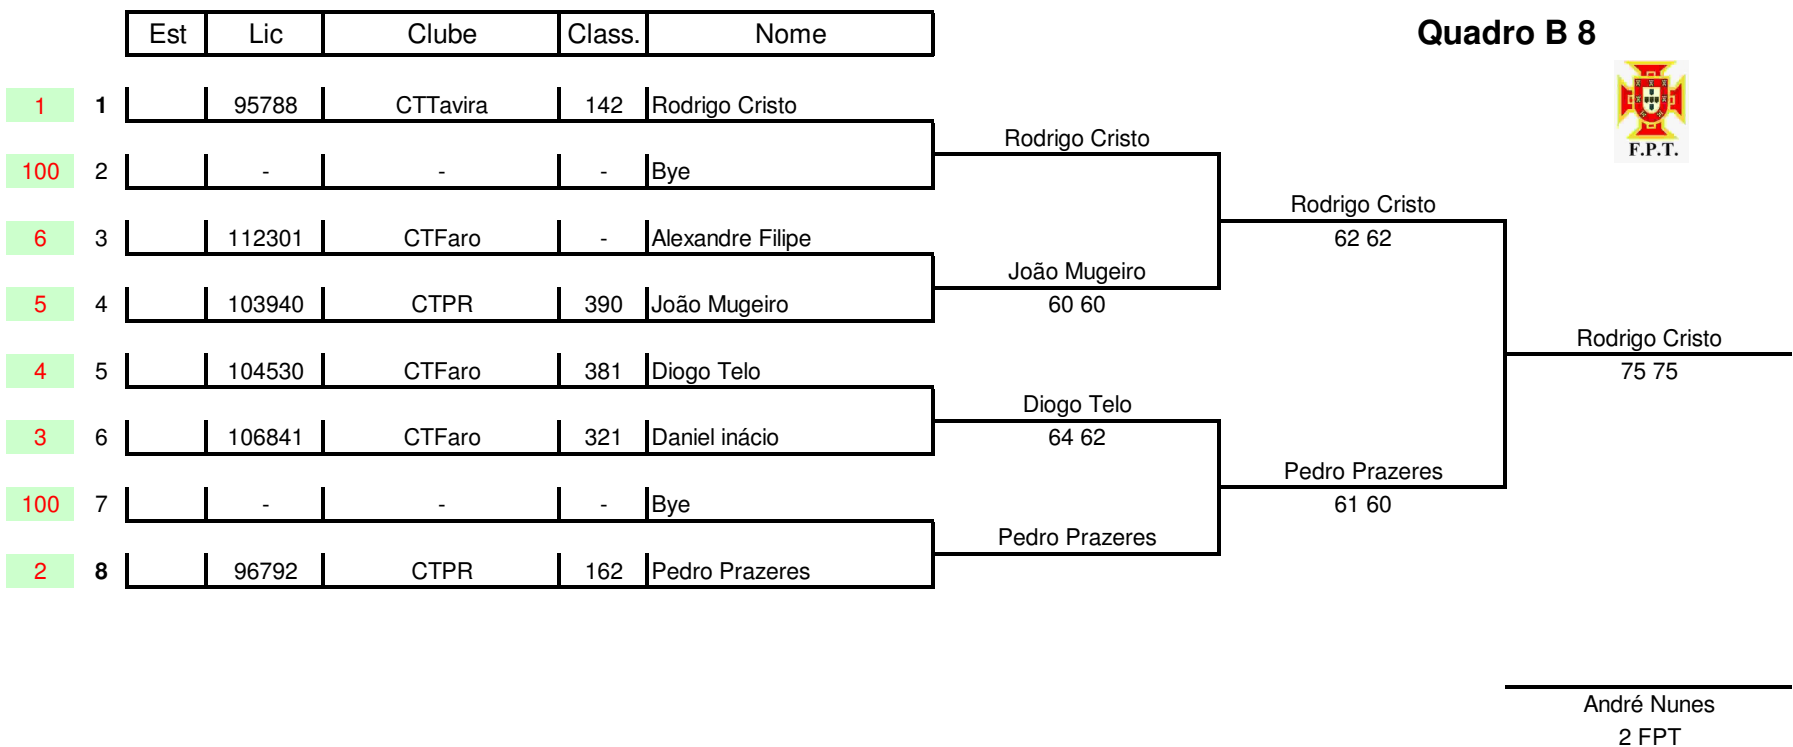 Est Lic Clube Class. Nome
Quadro B 8
F.P.T.
1 1 95788 CTTavira 142 Rodrigo Cristo
Rodrigo Cristo
100 2 - - - Bye
Rodrigo Cristo
6 3 112301 CTFaro - Alexandre Filipe
62 62
João Mugeiro
5 4 103940 CTPR 390 João Mugeiro
60 60
Rodrigo Cristo
4 5 104530 CTFaro 381 Diogo Telo
75 75
Diogo Telo
3 6 106841 CTFaro 321 Daniel inácio
64 62
Pedro Prazeres
100 7 - - - Bye
61 60
Pedro Prazeres
2 8 96792 CTPR 162 Pedro Prazeres
André Nunes
2 FPT